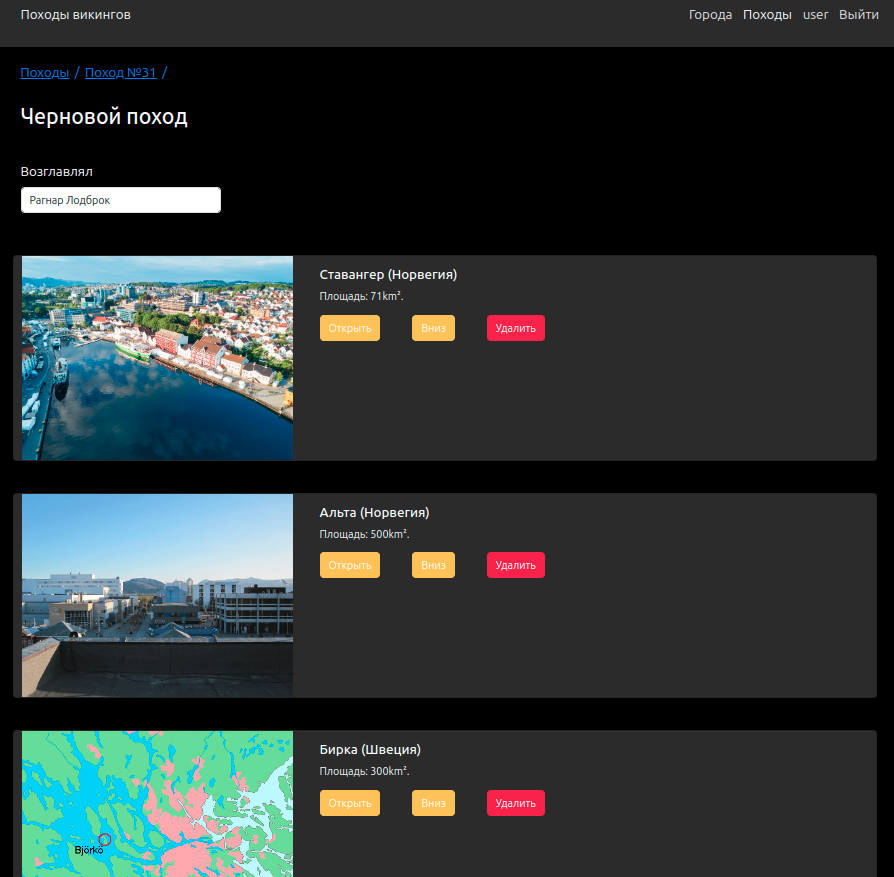 Походы викингов Города Походы user Выйти
Походы / Поход №31 /
Черновой поход
Возглавлял
Рагнар Лодброк
Ставангер (Норвегия)
Площадь: 71km².
Открыть Вниз Удалить
Альта (Норвегия)
Площадь: 500km².
Открыть Вниз Удалить
Бирка (Швеция)
Площадь: 300km².
Открыть Вниз Удалить
Björkö